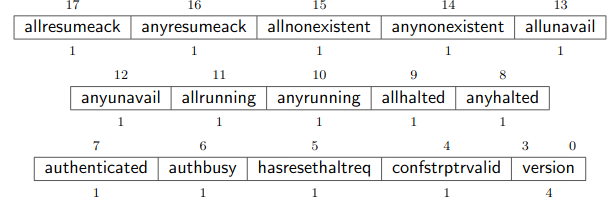 17 16 15 14 13
allresumeack anyresumeack allnonexistent anynonexistent allunavail
1 1 1 1 1
12 11 10 9 8
anyunavail allrunning anyrunning allhalted anyhalted
1 1 1 1 1
7 6 5 4 3 0
authenticated authbusy hasresethaltreq confstrptrvalid version
1 1 1 1 4